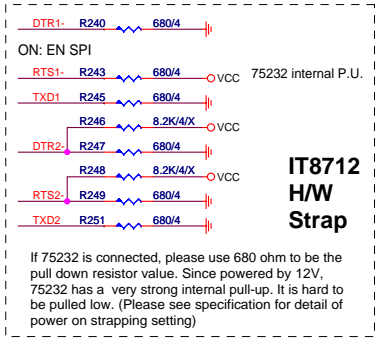 DTR1- R240 680/4
ON: EN SPI
RTS1- R243 680/4 VCC 75232 internal P.U.
TXD1 R245 680/4
R246 8.2K/4/X VCC
DTR2- R247 680/4
R248 8.2K/4/X VCC
RTS2- R249 680/4
TXD2 R251 680/4
IT8712
H/W
Strap
If 75232 is connected, please use 680 ohm to be the
pull down resistor value. Since powered by 12V,
75232 has a very strong internal pull-up. It is hard to
be pulled low. (Please see specification for detail of
power on strapping setting)